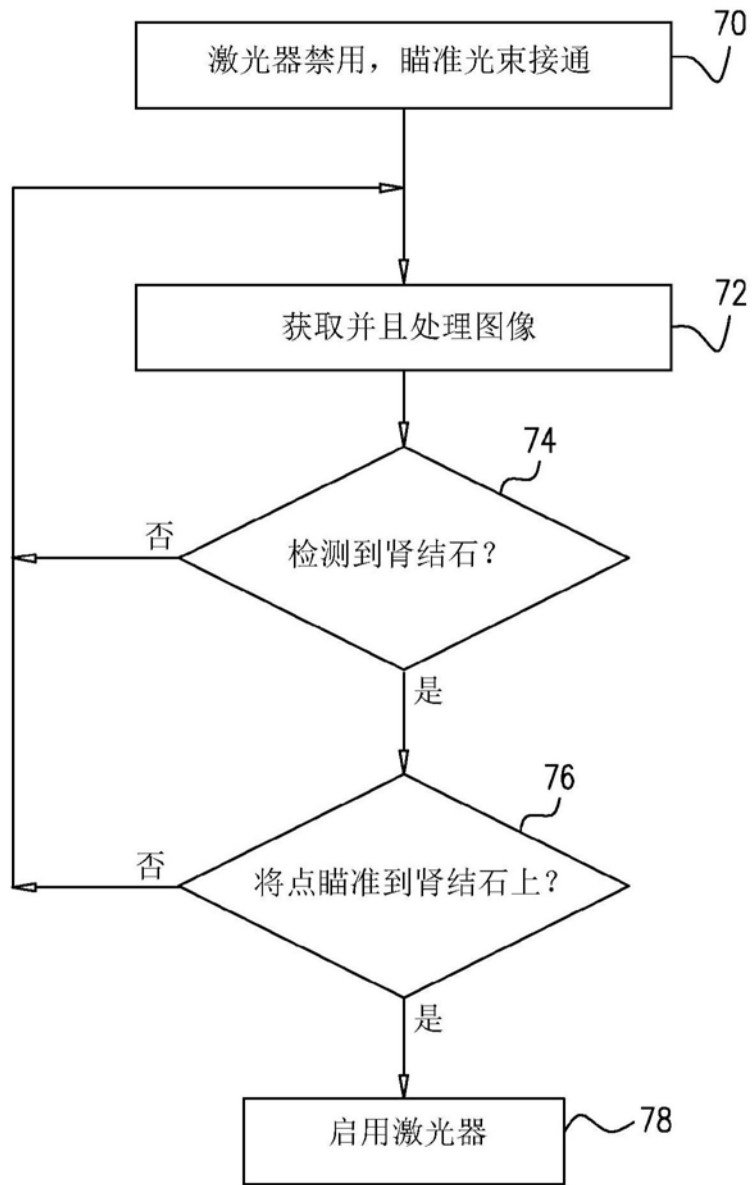 70
激光器禁用，瞄准光束接通
72
获取并且处理图像
74
检测到肾结石？
否
是
76
将点瞄准到肾结石上？
否
是
启用激光器
78